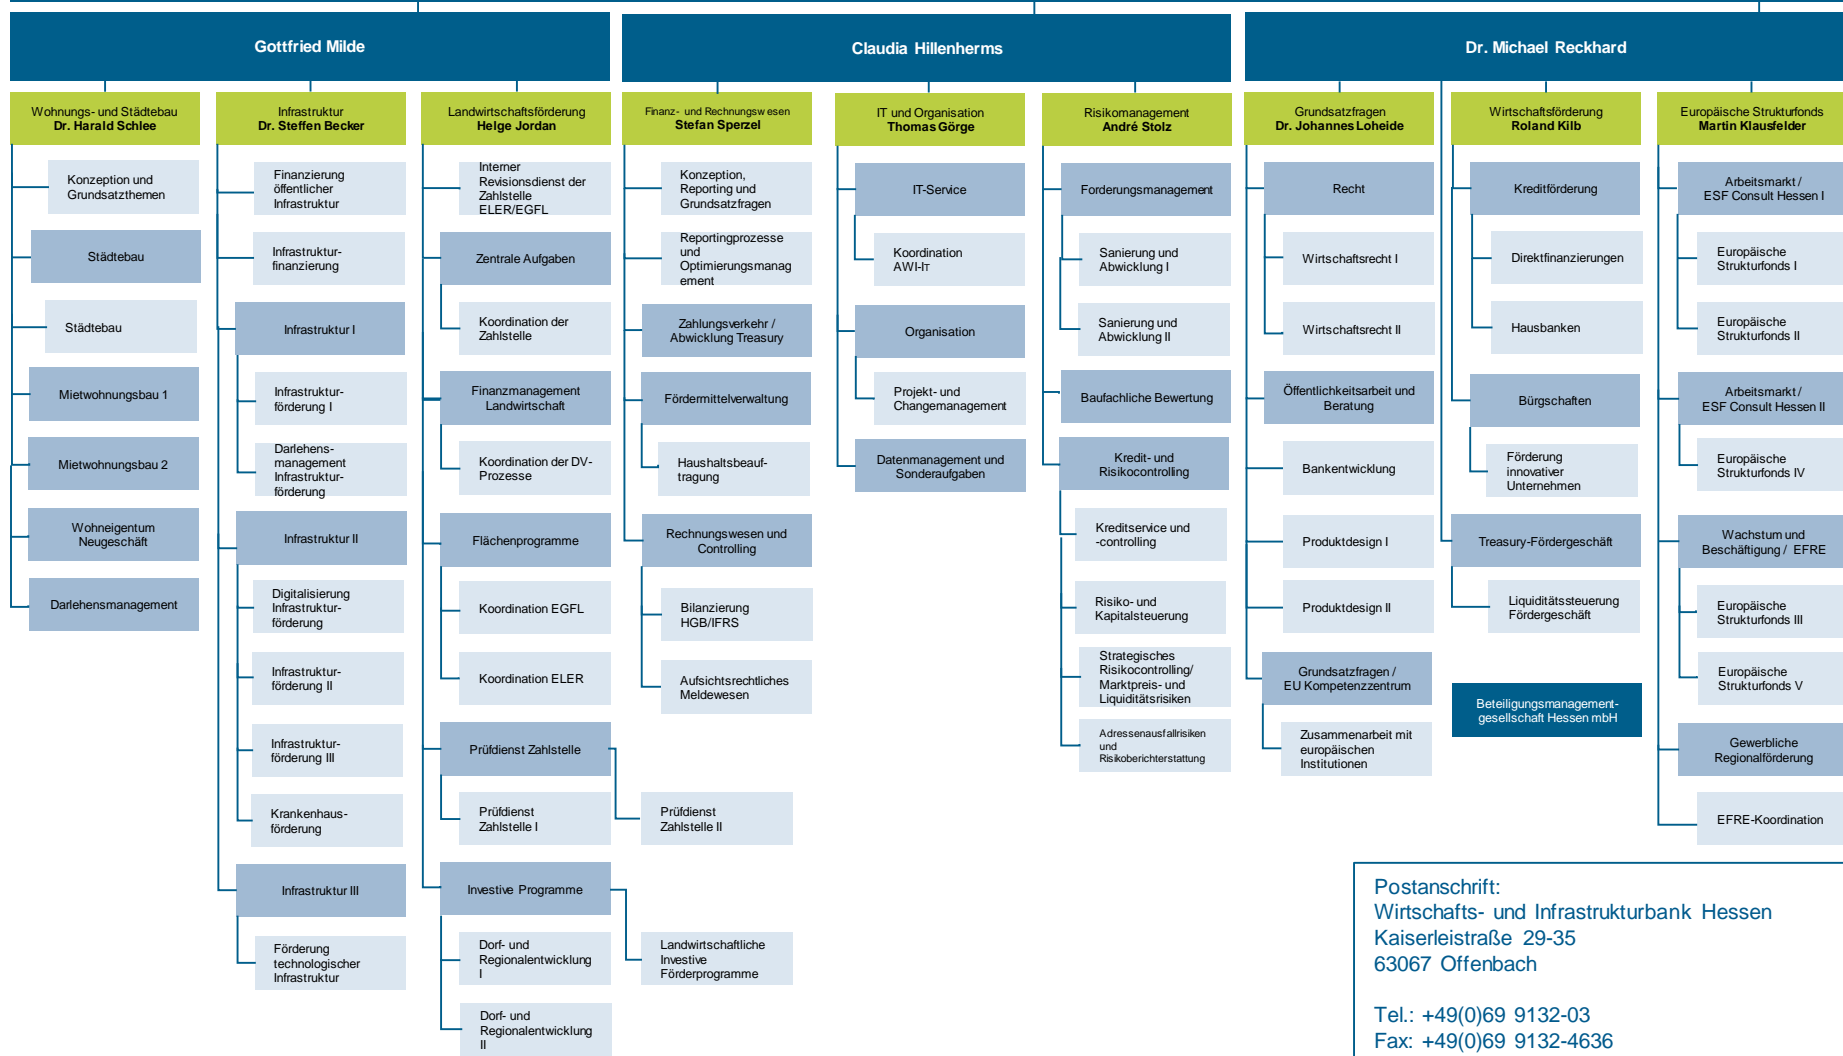 Gottfried Milde
Claudia Hillenherms
Dr. Michael Reckhard
Wohnungs- und Städtebau
Dr. Harald Schlee
Konzeption und
Grundsatzthemen
Städtebau
Städtebau
Mietwohnungsbau 1
Mietwohnungsbau 2
Wohneigentum
Neugeschäft
Darlehensmanagement
Infrastruktur
Dr. Steffen Becker
Finanzierung
öffentlicher
Infrastruktur
Infrastruktur-
finanzierung
Infrastruktur I
Infrastruktur-
förderung I
Darlehens-
management
Infrastruktur-
förderung
Infrastruktur II
Digitalisierung
Infrastruktur-
förderung
Infrastruktur-
förderung II
Infrastruktur-
förderung III
Krankenhaus-
förderung
Infrastruktur III
Förderung
technologischer
Infrastruktur
Landwirtschaftsförderung
Helge Jordan
Interner
Revisionsdienst der
Zahlstelle
ELER/EGFL
Zentrale Aufgaben
Koordination der
Zahlstelle
Finanzmanagement
Landwirtschaft
Koordination der DV-
Prozesse
Flächenprogramme
Koordination EGFL
Koordination ELER
Prüfdienst Zahlstelle
Prüfdienst
Zahlstelle I
Prüfdienst
Zahlstelle II
Investive Programme
Dorf- und
Regionalentwicklung
I
Landwirtschaftliche
Investive
Förderprogramme
Dorf- und
Regionalentwicklung
II
Finanz- und Rechnungswesen
Stefan Sperzel
Konzeption,
Reporting und
Grundsatzfragen
Reportingprozesse
und
Optimierungsmanag
ement
Zahlungsverkehr /
Abwicklung Treasury
Fördermittelverwaltung
Haushaltsbeauf-
tragung
Rechnungswesen und
Controlling
Bilanzierung
HGB/IFRS
Aufsichtsrechtliches
Meldewesen
IT und Organisation
Thomas Görge
IT-Service
Koordination
AWI-IT
Organisation
Projekt- und
Changemanagement
Datenmanagement und
Sonderaufgaben
Risikomanagement
André Stolz
Forderungsmanagement
Sanierung und
Abwicklung I
Sanierung und
Abwicklung II
Baufachliche Bewertung
Kredit- und
Risikocontrolling
Kreditservice und
-controlling
Risiko- und
Kapitalsteuerung
Strategisches
Risikocontrolling/
Marktpreis- und
Liquiditätsrisiken
Adressenausfallrisiken
und
Risikoberichterstattung
Grundsatzfragen
Dr. Johannes Loheide
Recht
Wirtschaftsrecht I
Wirtschaftsrecht II
Öffentlichkeitsarbeit und
Beratung
Bankentwicklung
Produktdesign I
Produktdesign II
Grundsatzfragen /
EU Kompetenzzentrum
Zusammenarbeit mit
europäischen
Institutionen
Wirtschaftsförderung
Roland Kilb
Kreditförderung
Direktfinanzierungen
Hausbanken
Bürgschaften
Förderung
innovativer
Unternehmen
Treasury-Fördergeschäft
Liquiditätssteuerung
Fördergeschäft
Beteiligungsmanagement-
gesellschaft Hessen mbH
Europäische Strukturfonds
Martin Klausfelder
Arbeitsmarkt /
ESF Consult Hessen I
Europäische
Strukturfonds I
Europäische
Strukturfonds II
Arbeitsmarkt /
ESF Consult Hessen II
Europäische
Strukturfonds IV
Wachstum und
Beschäftigung / EFRE
Europäische
Strukturfonds III
Europäische
Strukturfonds V
Gewerbliche
Regionalförderung
EFRE-Koordination
Postanschrift:
Wirtschafts- und Infrastrukturbank Hessen
Kaiserleistraße 29-35
63067 Offenbach
Tel.: +49(0)69 9132-03
Fax: +49(0)69 9132-4636